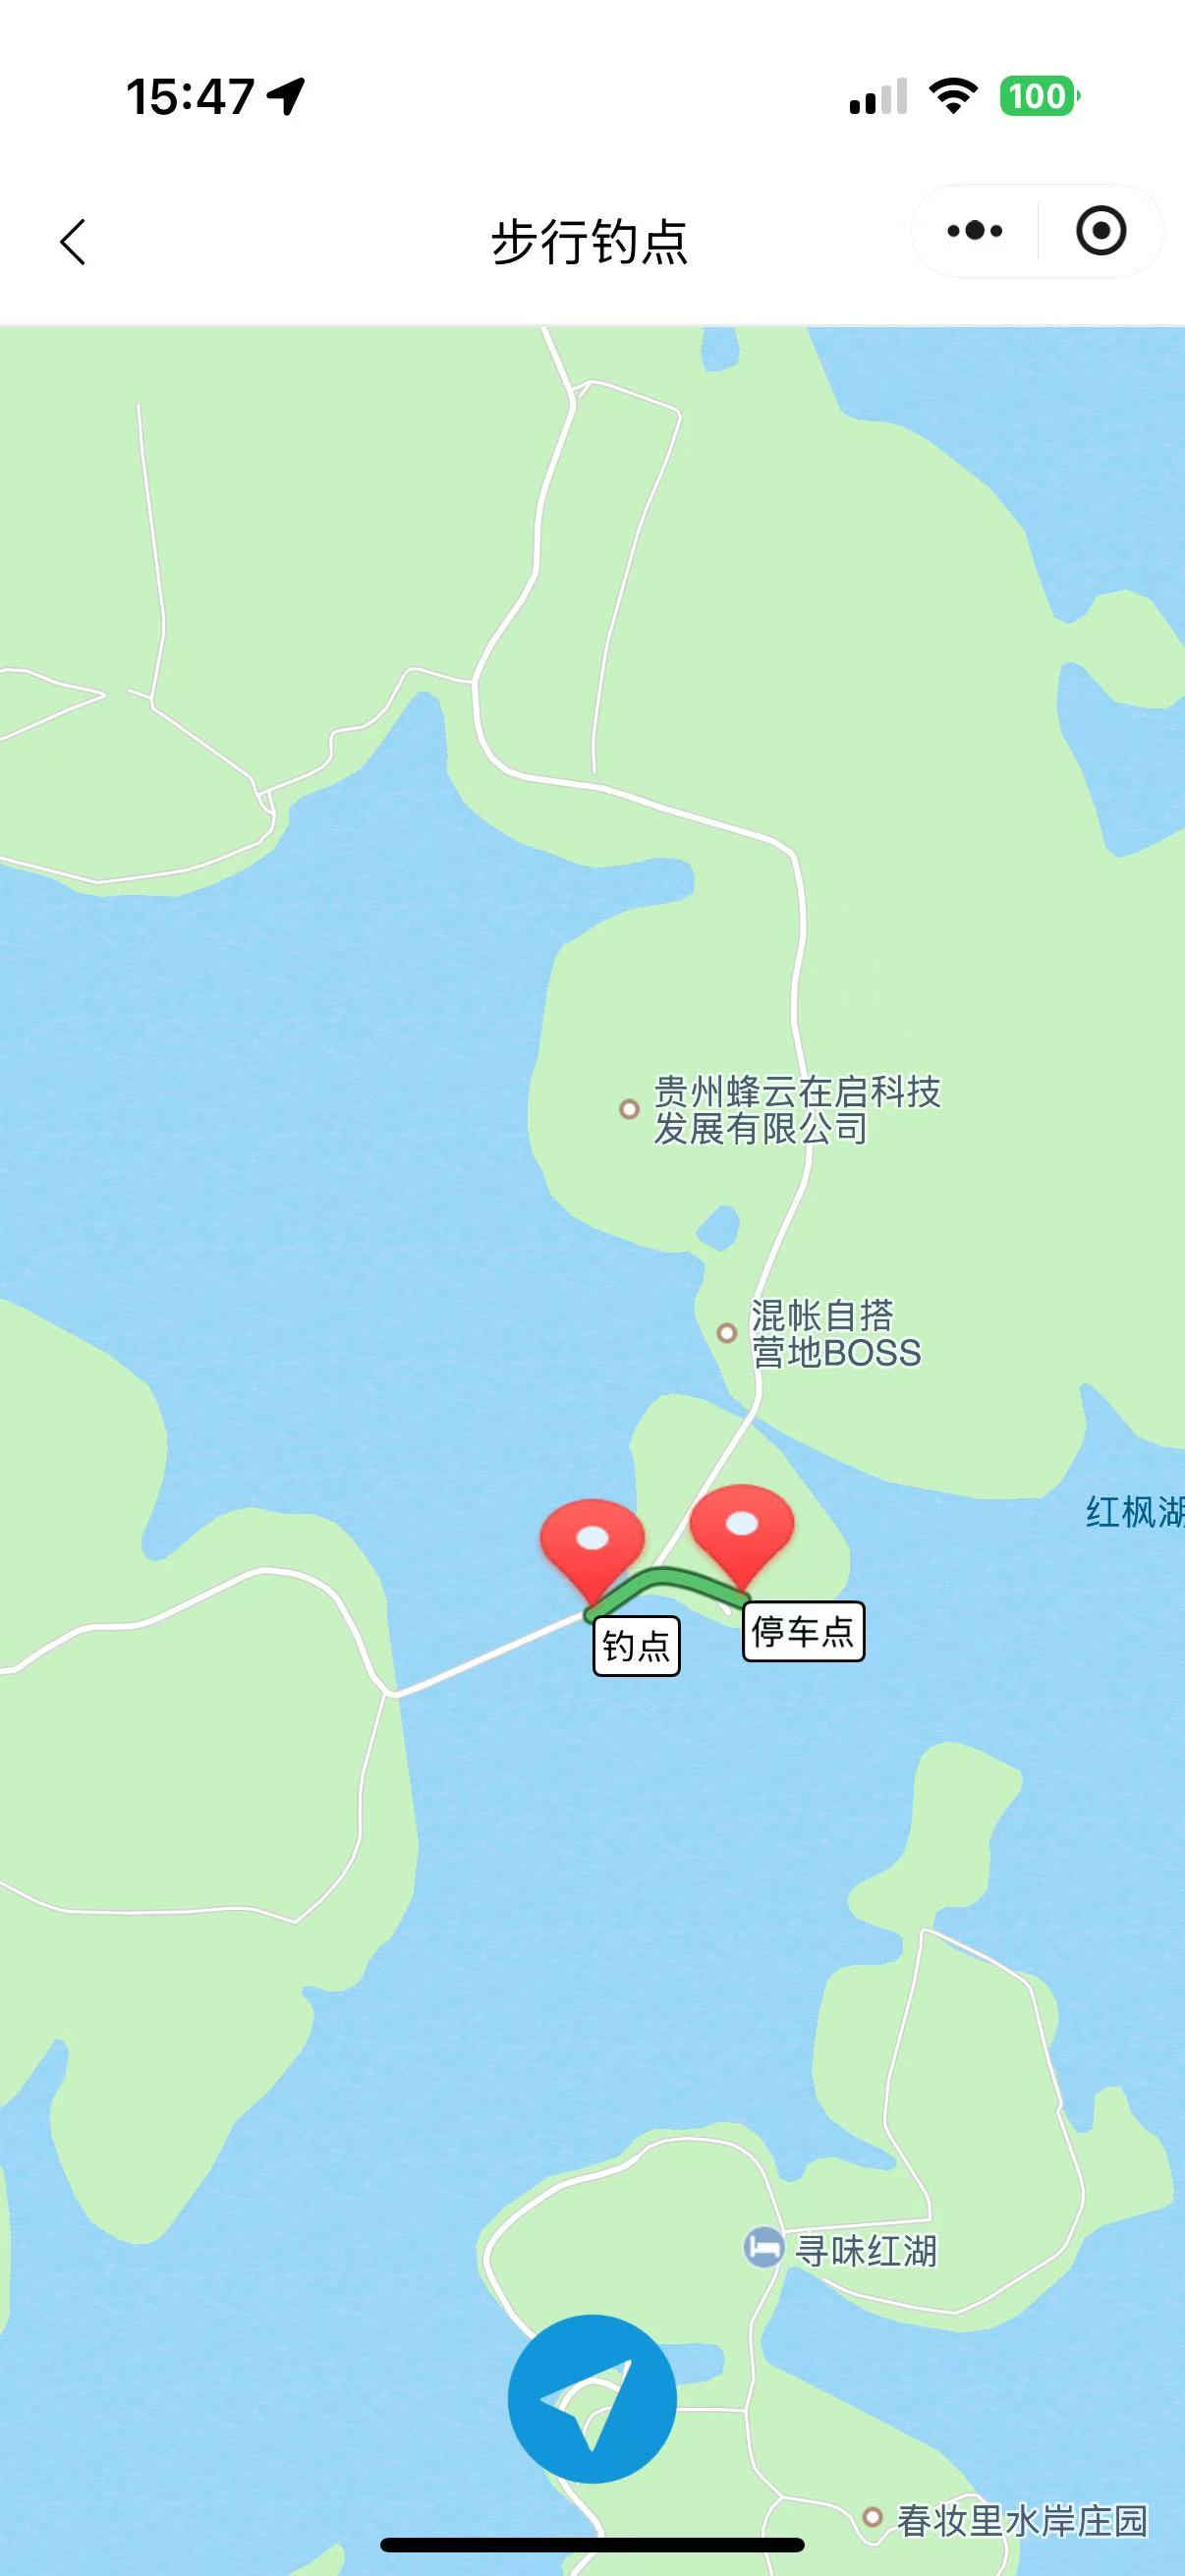 15:47
100
步行钓点
贵州蜂云在启科技
发展有限公司
混帐自搭
营地BOSS
红枫湖
钓点
停车点
寻味红湖
春妆里水岸庄园